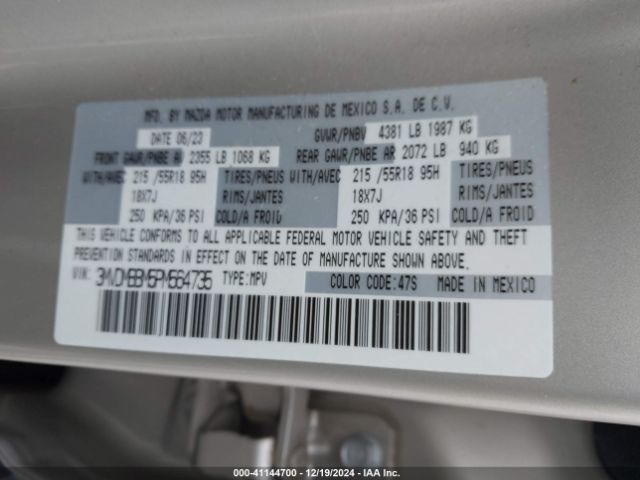 MFD. BY MAZDA MOTOR MANUFACTURING DE MEXICO S.A. DE C.V.
DATE 06/23 GVWR/PNBV 4381 LB 1987 KG
FRONT GAWR/PNBE AV 2355 LB 1068 KG REAR GAWR/PNBE AR 2072 LB 940 KG
WITH/AVEC 215 /55R18 95H TIRES/PNEUS WITH/AVEC 215 /55R18 95H TIRES/PNEUS
18X7J RIMS/JANTES 18X7J RIMS/JANTES
250 KPA/36 PSI COLD/A FROID 250 KPA/36 PSI COLD/A FROID
THIS VEHICLE CONFORMS TO ALL APPLICABLE FEDERAL MOTOR VEHICLE SAFETY AND THEFT
PREVENTION STANDARDS IN EFFECT ON THE DATE OF MANUFACTURE SHOWN ABOVE.
VIN: 3MVDMBBM5PM564735 TYPE: MPV COLOR CODE: 47S MADE IN MEXICO
000-41144700 - 12/19/2024 - IAA Inc.